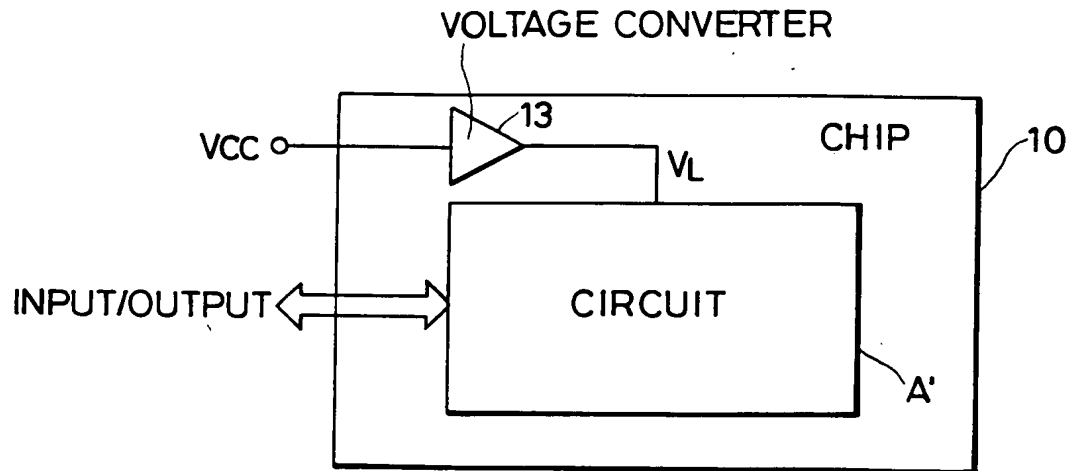 VOLTAGE CONVERTER
13
CHIP
10
VCC
VL
INPUT/OUTPUT
CIRCUIT
A'